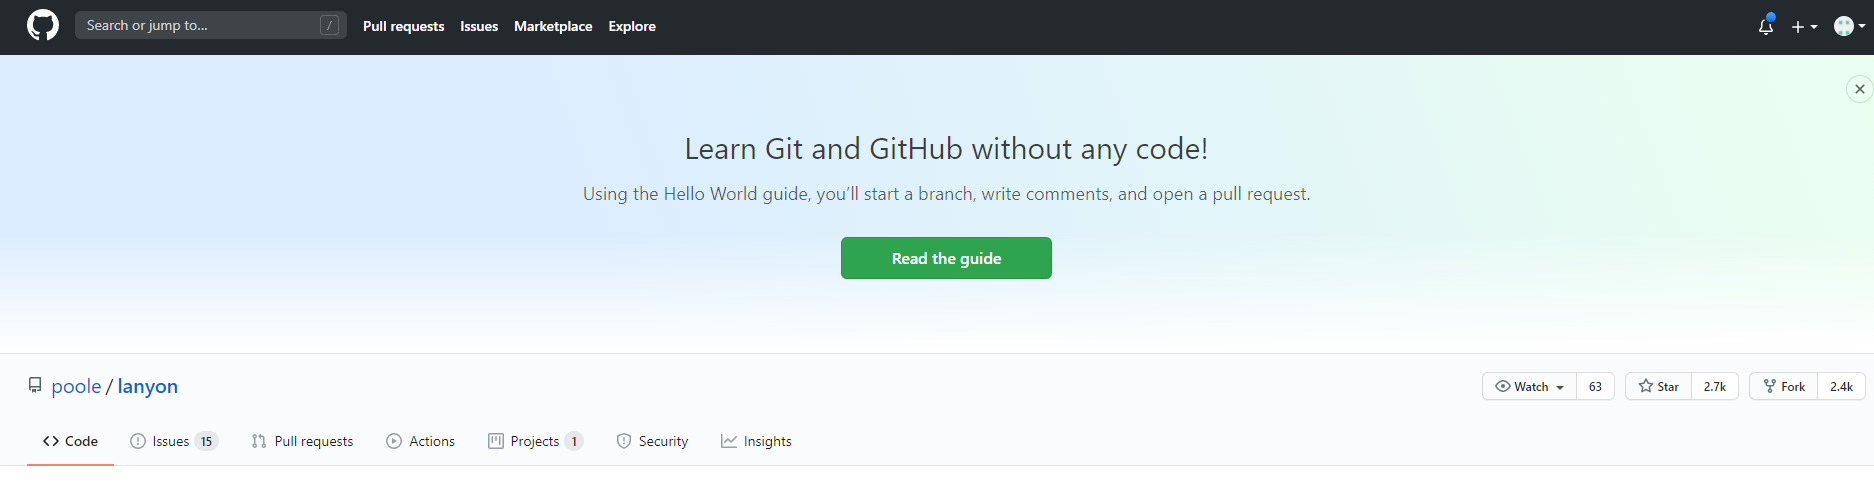 Search or jump to... / Pull requests Issues Marketplace Explore
Learn Git and GitHub without any code!
Using the Hello World guide, you’ll start a branch, write comments, and open a pull request.
Read the guide
poole / lanyon Watch 63 Star 2.7k Fork 2.4k
Code Issues 15 Pull requests Actions Projects 1 Security Insights